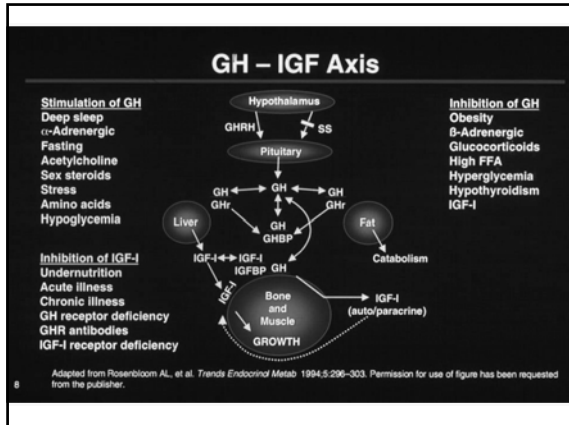 GH – IGF Axis
Stimulation of GH
Deep sleep
α-Adrenergic
Fasting
Acetylcholine
Sex steroids
Stress
Amino acids
Hypoglycemia
Inhibition of IGF-I
Undernutrition
Acute illness
Chronic illness
GH receptor deficiency
GHR antibodies
IGF-I receptor deficiency
Hypothalamus
GHRH
SS
Pituitary
GH
GH
GH
GHr
GHr
GH
GHBP
Liver
Fat
IGF-I
IGF-I
IGFBP
GH
Catabolism
IGF-I
Bone
and
Muscle
GROWTH
IGF-I
(auto/paracrine)
Inhibition of GH
Obesity
ß-Adrenergic
Glucocorticoids
High FFA
Hyperglycemia
Hypothyroidism
IGF-I
Adapted from Rosenbloom AL, et al. Trends Endocrinol Metab 1994;5:296–303. Permission for use of figure has been requested
from the publisher.
8